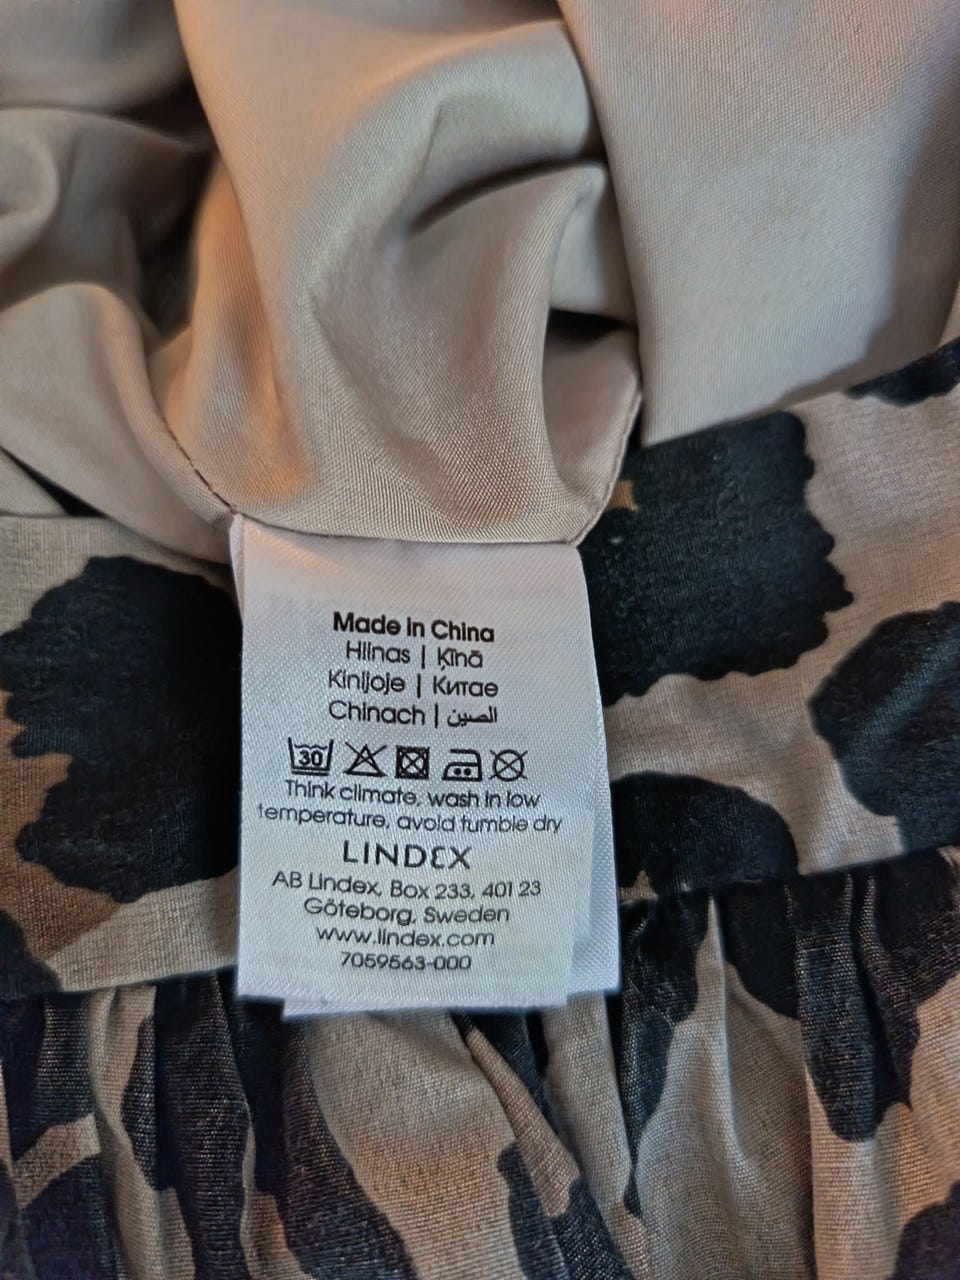 Made in China
Hiinas | Ķīnā
Kinijoje | Китае
Chinach | الصين
30
Think climate, wash in low
temperature, avoid tumble dry
LINDEX
AB Lindex, Box 233, 401 23
Göteborg, Sweden
www.lindex.com
7059563-000